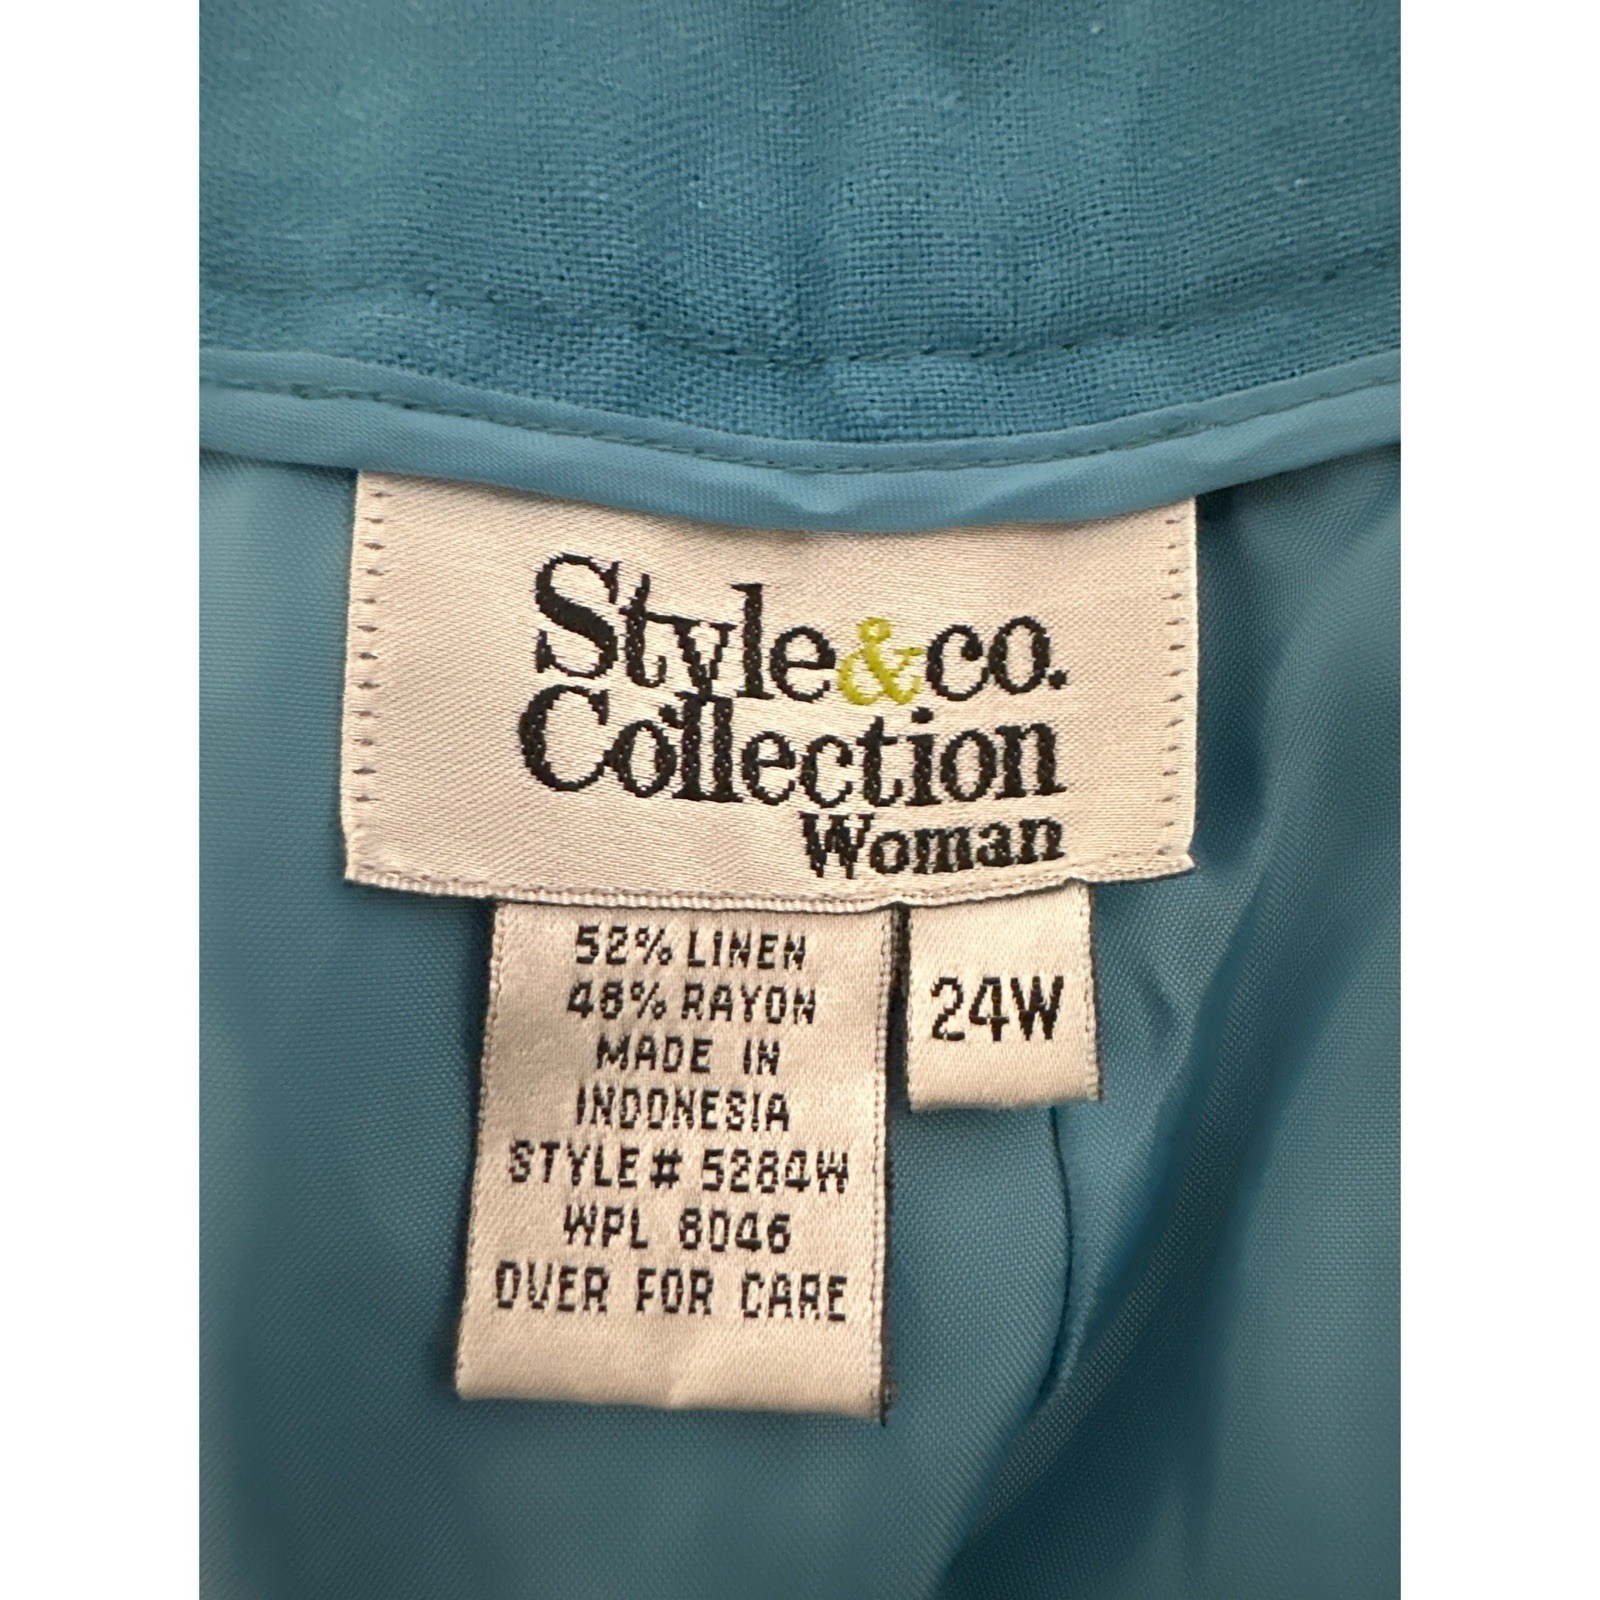 Style&co.
Collection
Woman
52% LINEN
48% RAYON
MADE IN
INDONESIA
STYLE# 5284W
WPL 8046
OVER FOR CARE
24W